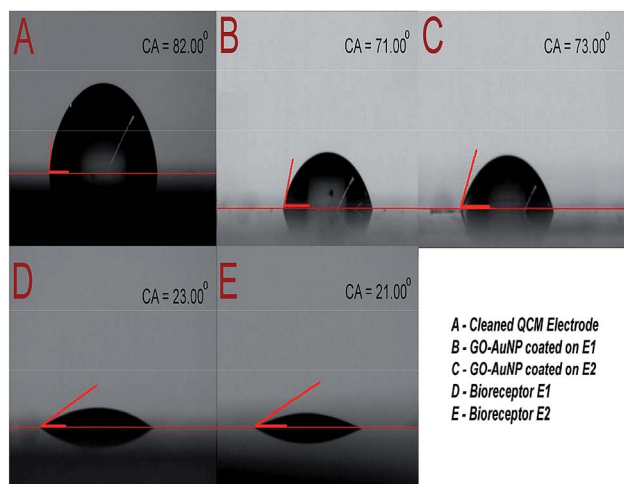 A
CA = 82.00°
B
CA = 71.00°
C
CA = 73.00°
D
CA = 23.00°
E
CA = 21.00°
A - Cleaned QCM Electrode
B - GO-AuNP coated on E1
C - GO-AuNP coated on E2
D - Bioreceptor E1
E - Bioreceptor E2